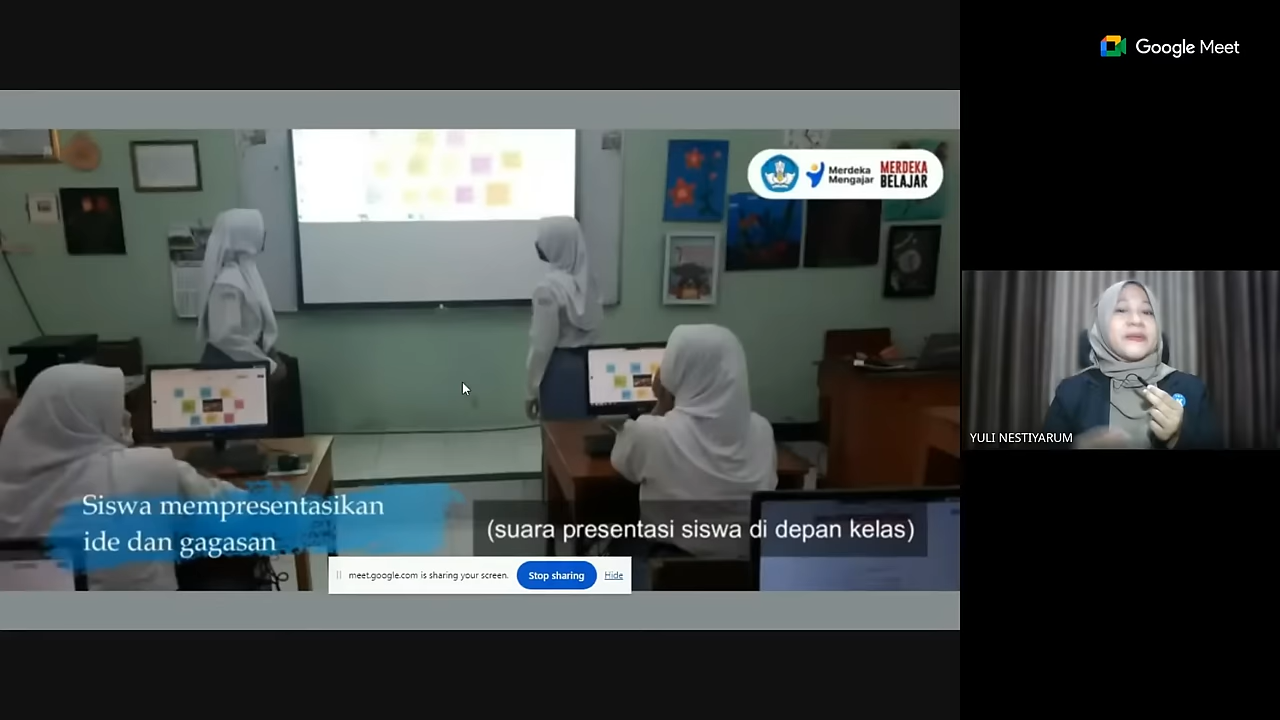 Google Meet
Merdeka
Mengajar
MERDEKA
BELAJAR
Siswa mempresentasikan
ide dan gagasan
(suara presentasi siswa di depan kelas)
meet.google.com is sharing your screen.
Stop sharing
Hide
YULI NESTIYARUM